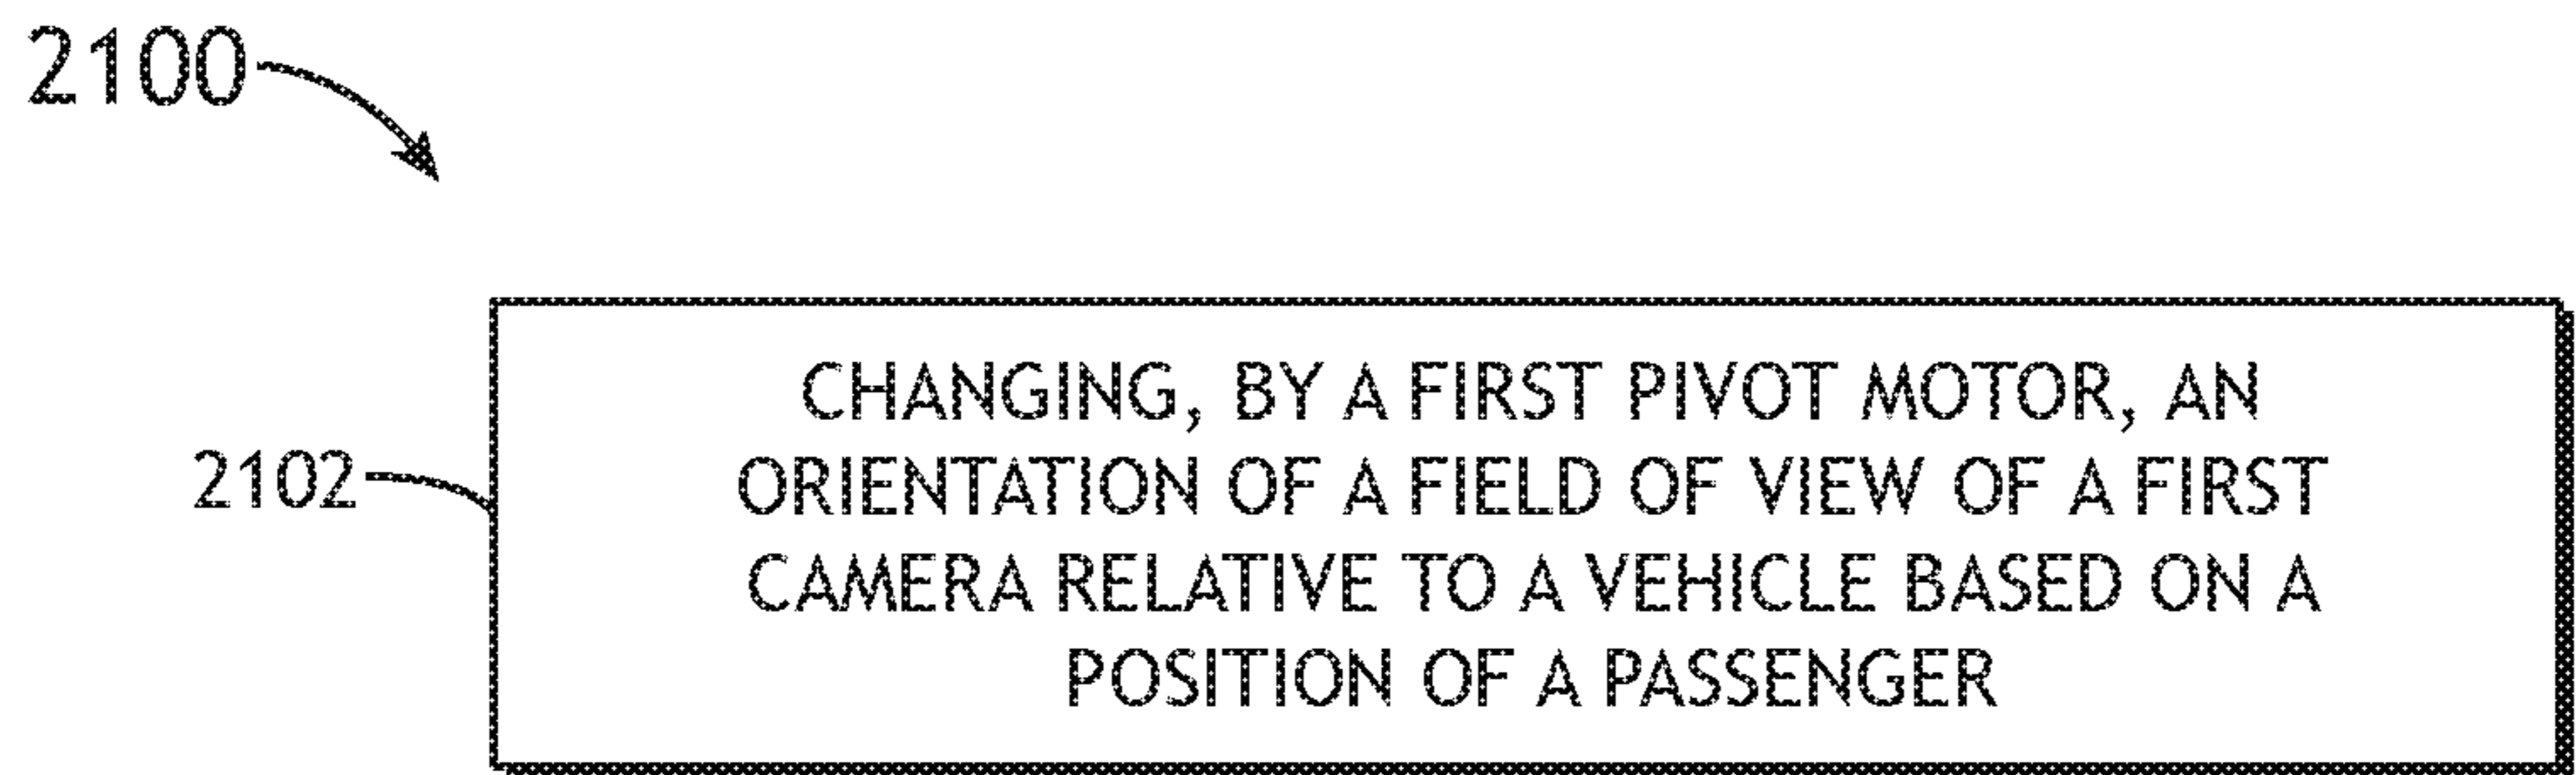 2100
CHANGING, BY A FIRST PIVOT MOTOR, AN
2102
ORIENTATION OF A FIELD OF VIEW OF A FIRST
CAMERA RELATIVE TO A VEHICLE BASED ON A
POSITION OF A PASSENGER